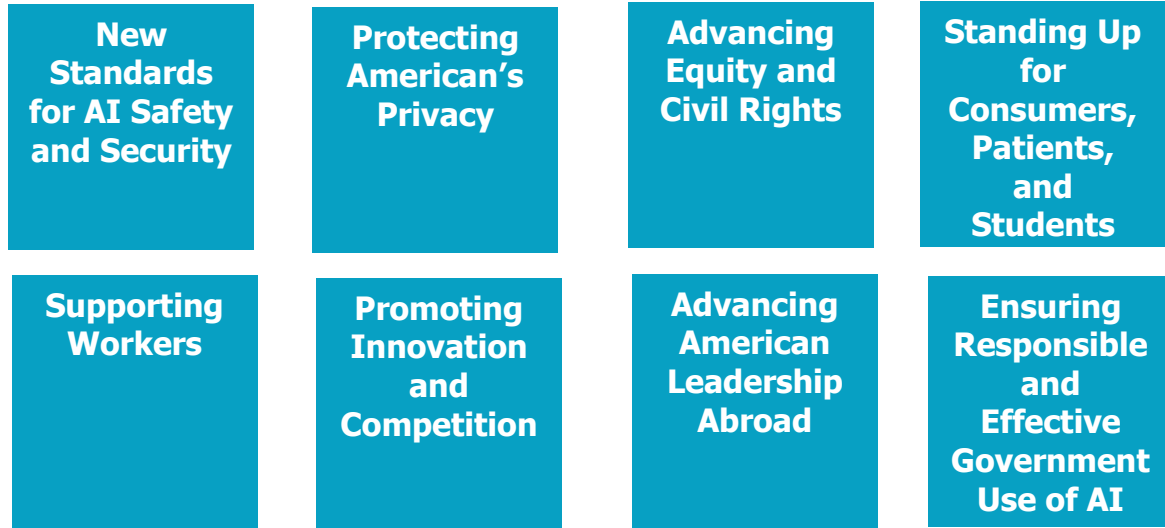 New
Standards
for AI Safety
and Security
Protecting
American’s
Privacy
Advancing
Equity and
Civil Rights
Standing Up
for
Consumers,
Patients,
and
Students
Supporting
Workers
Promoting
Innovation
and
Competition
Advancing
American
Leadership
Abroad
Ensuring
Responsible
and
Effective
Government
Use of AI